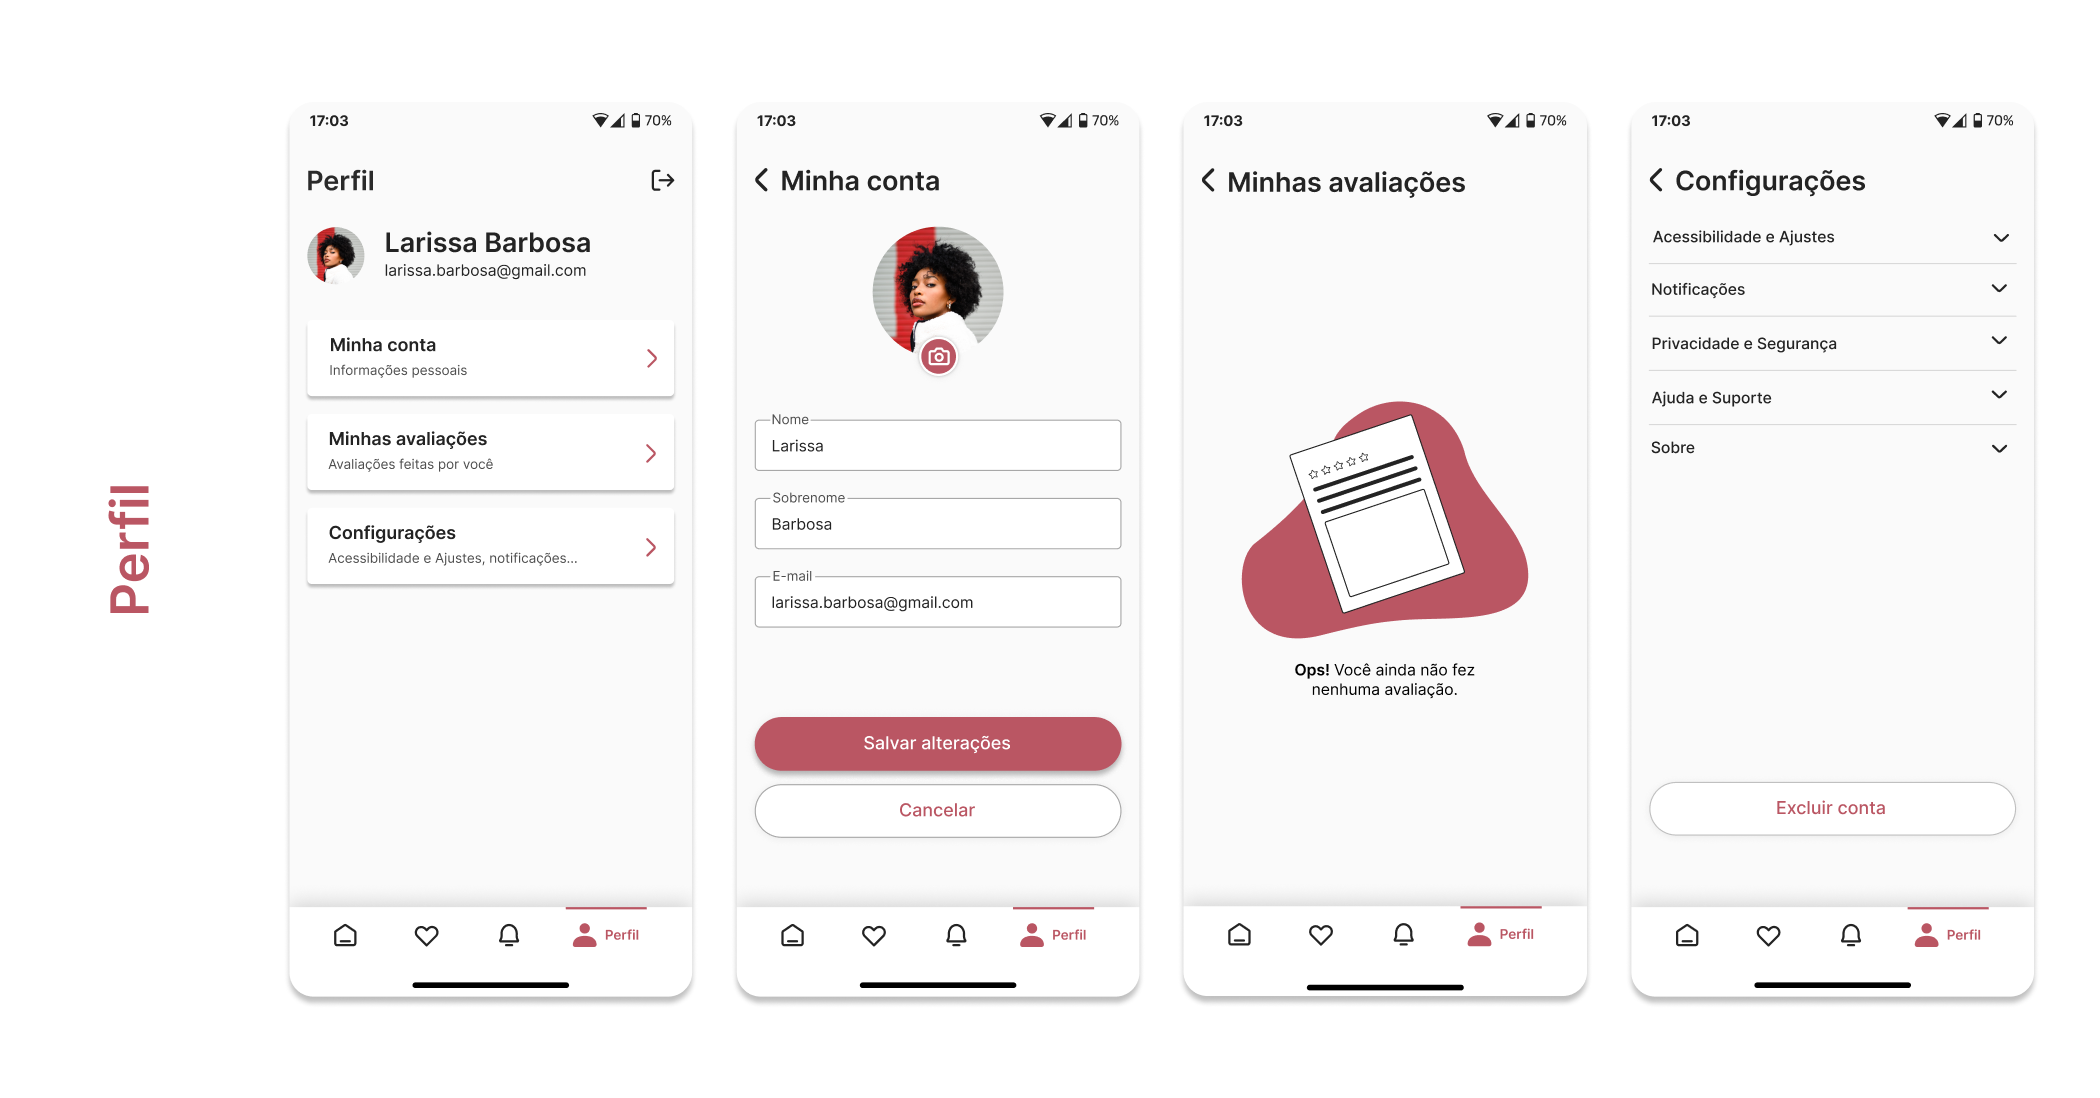 Perfil
17:03
70%
Perfil
Larissa Barbosa
larissa.barbosa@gmail.com
Minha conta
Informações pessoais
Minhas avaliações
Avaliações feitas por você
Configurações
Acessibilidade e Ajustes, notificações...
Perfil
17:03
70%
Minha conta
Nome
Larissa
Sobrenome
Barbosa
E-mail
larissa.barbosa@gmail.com
Salvar alterações
Cancelar
Perfil
17:03
70%
Minhas avaliações
Ops! Você ainda não fez
nenhuma avaliação.
Perfil
17:03
70%
Configurações
Acessibilidade e Ajustes
Notificações
Privacidade e Segurança
Ajuda e Suporte
Sobre
Excluir conta
Perfil